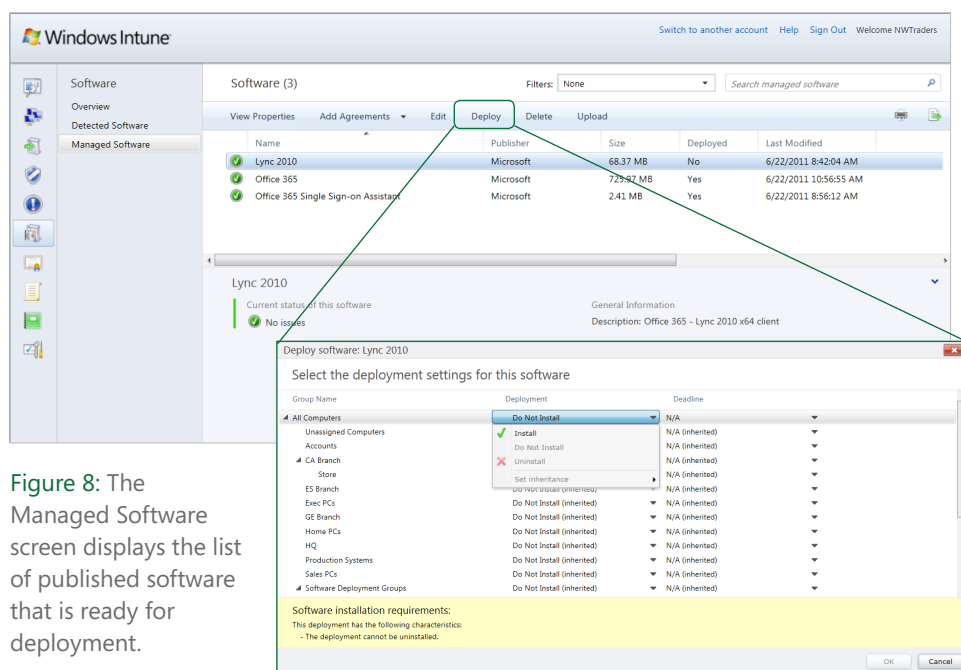 Windows Intune
Switch to another account Help Sign Out Welcome NWTraders
Software
Overview
Detected Software
Managed Software
Software (3)
Filters: None
Search managed software
View Properties Add Agreements Edit Deploy Delete Upload
Name Publisher Size Deployed Last Modified
Lync 2010 Microsoft 68.37 MB No 6/22/2011 8:42:04 AM
Office 365 Microsoft 723.97 MB Yes 6/22/2011 10:56:55 AM
Office 365 Single Sign-on Assistant Microsoft 2.41 MB Yes 6/22/2011 8:56:12 AM
Lync 2010
Current status of this software
No issues
General Information
Description: Office 365 - Lync 2010 x64 client
Deploy software: Lync 2010
Select the deployment settings for this software
Group Name Deployment Deadline
All Computers Do Not Install N/A
Unassigned Computers N/A (inherited)
Accounts N/A (inherited)
CA Branch N/A (inherited)
Store N/A (inherited)
Install
Do Not Install
Uninstall
Set inheritance
ES Branch Do Not Install (inherited) N/A (inherited)
Exec PCs Do Not Install (inherited) N/A (inherited)
GE Branch Do Not Install (inherited) N/A (inherited)
Home PCs Do Not Install (inherited) N/A (inherited)
HQ Do Not Install (inherited) N/A (inherited)
Production Systems Do Not Install (inherited) N/A (inherited)
Sales PCs Do Not Install (inherited) N/A (inherited)
Software Deployment Groups Do Not Install (inherited) N/A (inherited)
Software installation requirements:
This deployment has the following characteristics:
- The deployment cannot be uninstalled.
OK Cancel
Figure 8: The
Managed Software
screen displays the list
of published software
that is ready for
deployment.